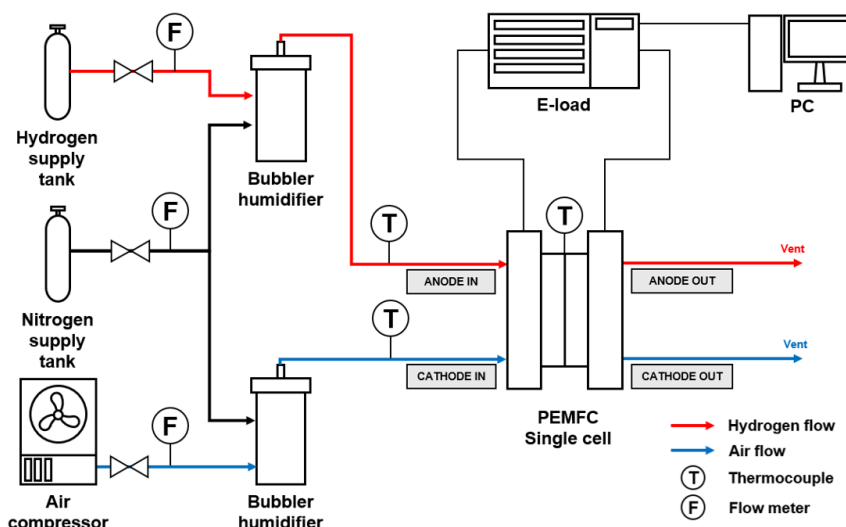 F
Hydrogen
supply
tank
Bubbler
humidifier
E-load
PC
F
Nitrogen
supply
tank
T
T
T
ANODE IN
Vent
ANODE OUT
CATHODE IN
Vent
CATHODE OUT
F
Air
compressor
Bubbler
humidifier
PEMFC
Single cell
Hydrogen flow
Air flow
T Thermocouple
F Flow meter